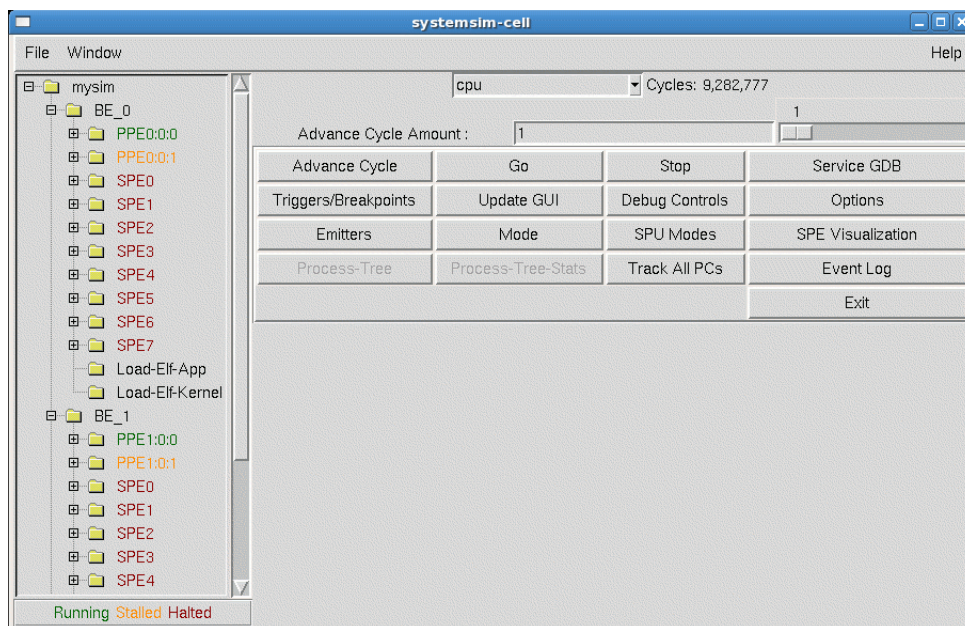 systemsim-cell
File Window Help
mysim
BE_0
PPE0:0:0
PPE0:0:1
SPE0
SPE1
SPE2
SPE3
SPE4
SPE5
SPE6
SPE7
Load-Elf-App
Load-Elf-Kernel
BE_1
PPE1:0:0
PPE1:0:1
SPE0
SPE1
SPE2
SPE3
SPE4
Running Stalled Halted
cpu Cycles: 9,282,777
1
Advance Cycle Amount : 1
Advance Cycle Go Stop Service GDB
Triggers/Breakpoints Update GUI Debug Controls Options
Emitters Mode SPU Modes SPE Visualization
Process-Tree Process-Tree-Stats Track All PCs Event Log
Exit